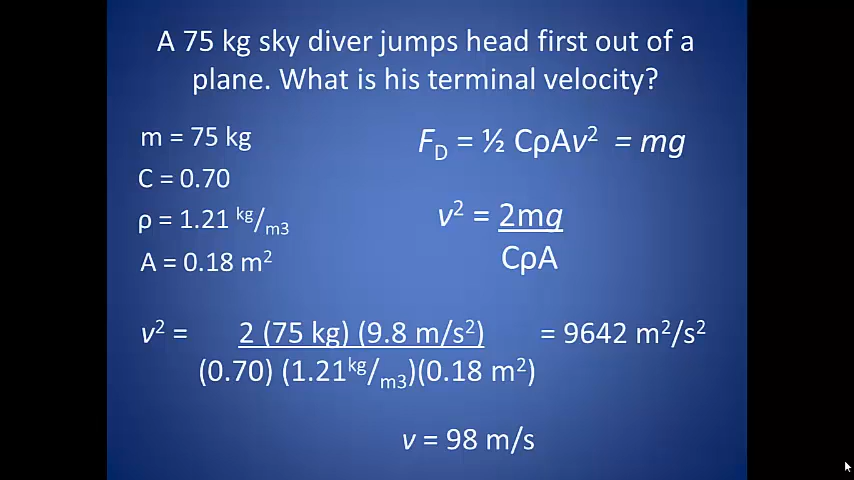 A 75 kg sky diver jumps head first out of a
plane. What is his terminal velocity?
m = 75 kg
C = 0.70
ρ = 1.21 kg/m3
A = 0.18 m²
F_D = ½ CρAv² = mg
v² = 2mg
CρA
v² = 2 (75 kg) (9.8 m/s²) = 9642 m²/s²
(0.70) (1.21kg/m3)(0.18 m²)
v = 98 m/s